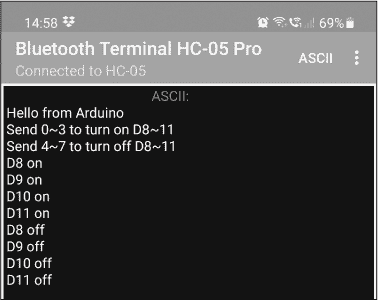 14:58 69%
Bluetooth Terminal HC-05 Pro
ASCII
Connected to HC-05
ASCII:
Hello from Arduino
Send 0~3 to turn on D8~11
Send 4~7 to turn off D8~11
D8 on
D9 on
D10 on
D11 on
D8 off
D9 off
D10 off
D11 off